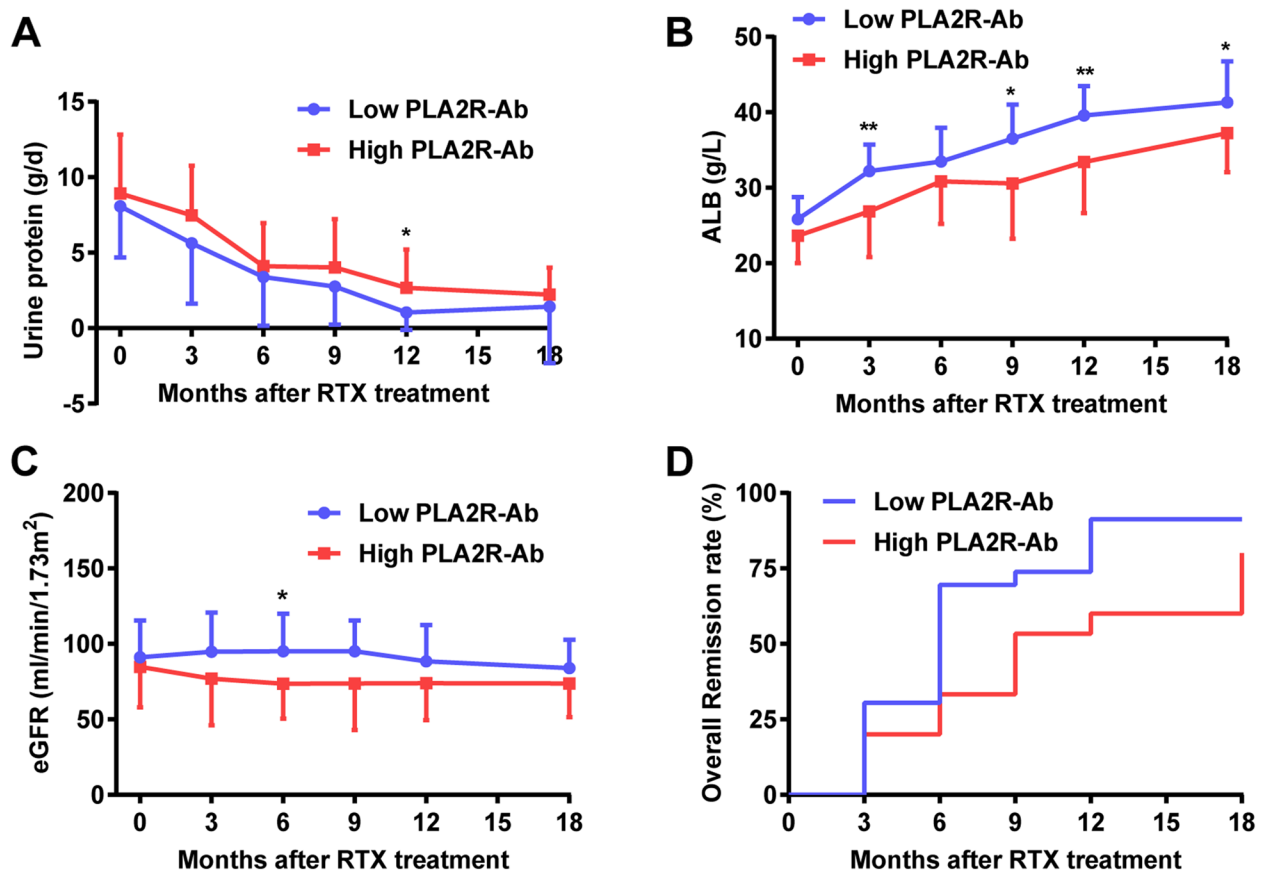 A
Low PLA2R-Ab
High PLA2R-Ab
Urine protein (g/d)
15
10
5
0
-5
0 3 6 9 12 15 18
*
Months after RTX treatment
B
Low PLA2R-Ab
High PLA2R-Ab
ALB (g/L)
50
40
30
20
10
** * ** *
0 3 6 9 12 15 18
Months after RTX treatment
C
Low PLA2R-Ab
High PLA2R-Ab
eGFR (ml/min/1.73m²)
200
150
100
50
0
*
0 3 6 9 12 15 18
Months after RTX treatment
D
Low PLA2R-Ab
High PLA2R-Ab
Overall Remission rate (%)
100
75
50
25
0
0 3 6 9 12 15 18
Months after RTX treatment